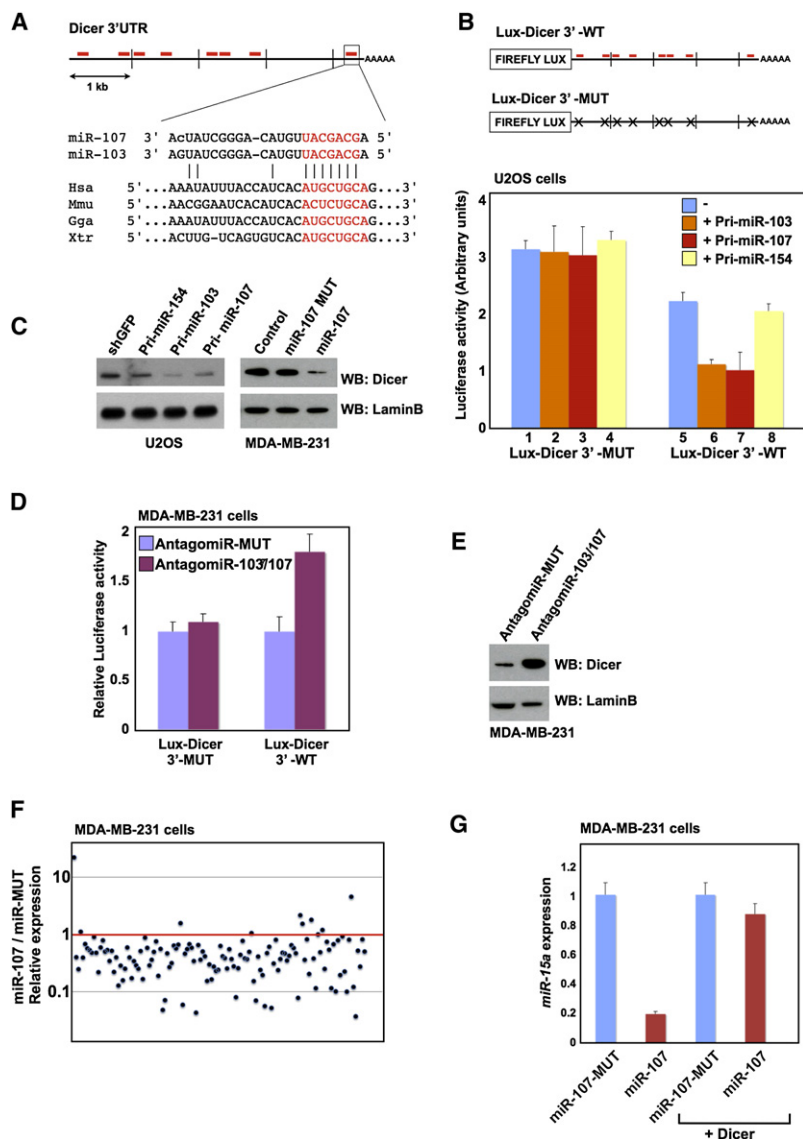 A
Dicer 3'UTR
AAAAA
1 kb
miR-107 3' AcUAUCGGGA-CAUGUUACGACGA 5'
miR-103 3' AGUAUCGGGA-CAUGUUACGACGA 5'
Hsa 5'...AAAUAUUUACCAUCACAUGCUGCAG...3'
Mmu 5'...AACGGAAUCACAUCACUCUGCAG...3'
Gga 5'...AAAUAUUUACCAUCACAUGCUGCAG...3'
Xtr 5'...ACUUG-UCAGUGUCACAUGCUGCAG...3'
B
Lux-Dicer 3'-WT
FIREFLY LUX
AAAAA
Lux-Dicer 3'-MUT
FIREFLY LUX
AAAAA
U2OS cells
Luciferase activity (Arbitrary units)
4
3
2
1
0
-
+ Pri-miR-103
+ Pri-miR-107
+ Pri-miR-154
1 2 3 4 5 6 7 8
Lux-Dicer 3'-MUT Lux-Dicer 3'-WT
C
shGFP
Pri-miR-154
Pri-miR-103
Pri- miR-107
Control
miR-107 MUT
miR-107
WB: Dicer
WB: LaminB
U2OS
MDA-MB-231
D
MDA-MB-231 cells
Relative Luciferase activity
2
1.5
1
0.5
0
AntagomiR-MUT
AntagomiR-103/107
Lux-Dicer
3'-MUT
Lux-Dicer
3'-WT
E
AntagomiR-MUT
AntagomiR-103/107
WB: Dicer
WB: LaminB
MDA-MB-231
F
MDA-MB-231 cells
miR-107 / miR-MUT
Relative expression
10
1
0.1
G
MDA-MB-231 cells
miR-15a expression
1.2
1
0.8
0.6
0.4
0.2
0
miR-107-MUT
miR-107
miR-107-MUT
miR-107
+ Dicer